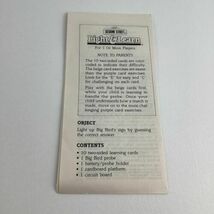 SESAME STREET
Light & Learn
For 1 Or More Players
NOTE TO PARENTS
The 10 two-sided cards are color-
coded to indicate difficulty. The
beige card exercises are easier
than the purple card exercises.
Look for the "E" for easy and "C"
for challenging on each card.
Play with the beige cards first
while your child is learning to
handle the probe. Once your
child understands how a match is
made, move on to the more chal-
lenging purple card exercises.
OBJECT
Light up Big Bird's sign by guessing
the correct answer
CONTENTS
• 10 two-sided learning cards
• 1 Big Bird probe
• 1 battery/probe holder
• 1 cardboard platform
• 1 circuit board